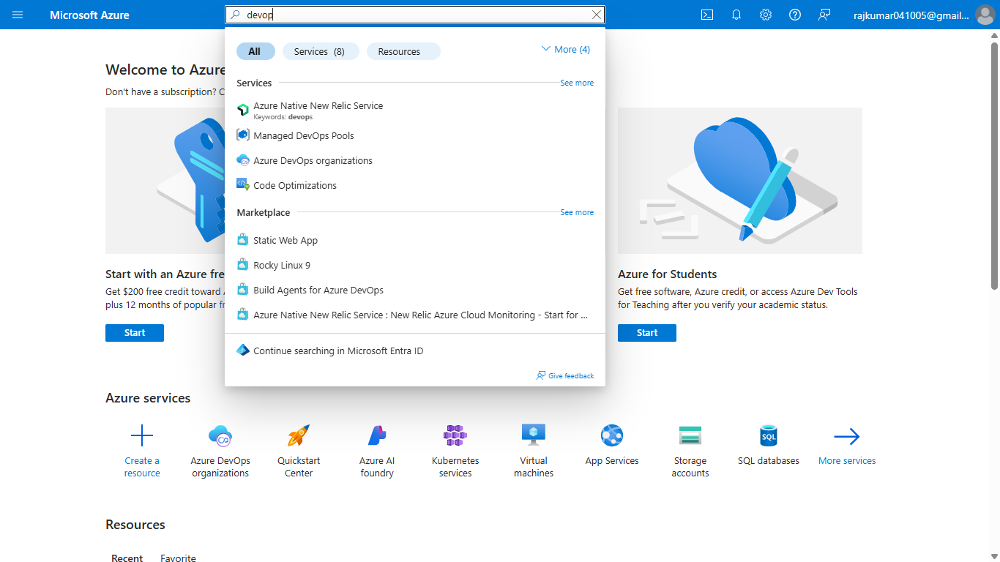 Microsoft Azure
devop
rajkumar041005@gmail...
All
Services (8)
Resources
More (4)
Welcome to Azure
Don't have a subscription? C
Services
See more
Azure Native New Relic Service
Keywords: devops
Managed DevOps Pools
Azure DevOps organizations
Code Optimizations
Marketplace
See more
Static Web App
Rocky Linux 9
Build Agents for Azure DevOps
Azure Native New Relic Service : New Relic Azure Cloud Monitoring - Start for ...
Continue searching in Microsoft Entra ID
Give feedback
Start with an Azure fre
Get $200 free credit toward
plus 12 months of popular fr
Start
Azure for Students
Get free software, Azure credit, or access Azure Dev Tools
for Teaching after you verify your academic status.
Start
Azure services
Create a
resource
Azure DevOps
organizations
Quickstart
Center
Azure AI
foundry
Kubernetes
services
Virtual
machines
App Services
Storage
accounts
SQL
SQL databases
More services
Resources
Recent
Favorite